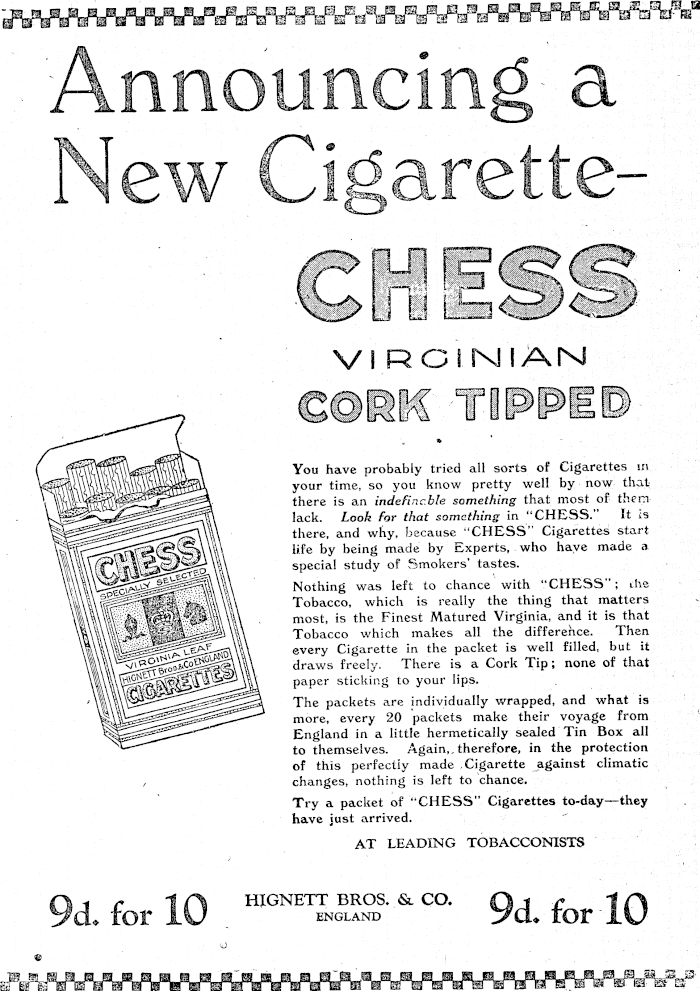 Announcing a
New Cigarette–
CHESS
VIRGINIAN
CORK TIPPED
You have probably tried all sorts of Cigarettes in
your time, so you know pretty well by now that
there is an indefinable something that most of them
lack. Look for that something in "CHESS." It is
there, and why, because "CHESS" Cigarettes start
life by being made by Experts, who have made a
special study of Smokers' tastes.
Nothing was left to chance with "CHESS"; the
Tobacco, which is really the thing that matters
most, is the Finest Matured Virginia, and it is that
Tobacco which makes all the difference. Then
every Cigarette in the packet is well filled, but it
draws freely. There is a Cork Tip; none of that
paper sticking to your lips.
The packets are individually wrapped, and what is
more, every 20 packets make their voyage from
England in a little hermetically sealed Tin Box all
to themselves. Again, therefore, in the protection
of this perfectly made Cigarette against climatic
changes, nothing is left to chance.
Try a packet of "CHESS" Cigarettes to-day—they
have just arrived.
AT LEADING TOBACCONISTS
CHESS
SPECIALLY SELECTED
VIRGINIA LEAF
HIGNETT Bros & Co ENGLAND
CIGARETTES
9d. for 10
HIGNETT BROS. & CO.
ENGLAND
9d. for 10